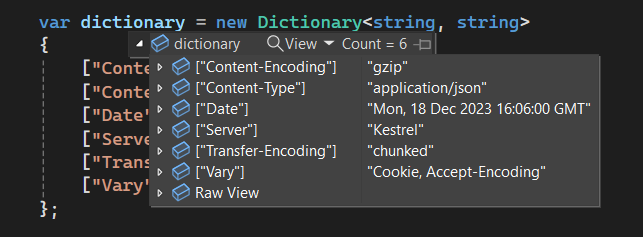 var dictionary = new Dictionary<string, string>
{
dictionary View Count = 6
["Conte ["Content-Encoding"] "gzip"
["Conte ["Content-Type"] "application/json"
["Date" ["Date"] "Mon, 18 Dec 2023 16:06:00 GMT"
["Serve ["Server"] "Kestrel"
["Trans ["Transfer-Encoding"] "chunked"
["Vary" ["Vary"] "Cookie, Accept-Encoding"
Raw View
};